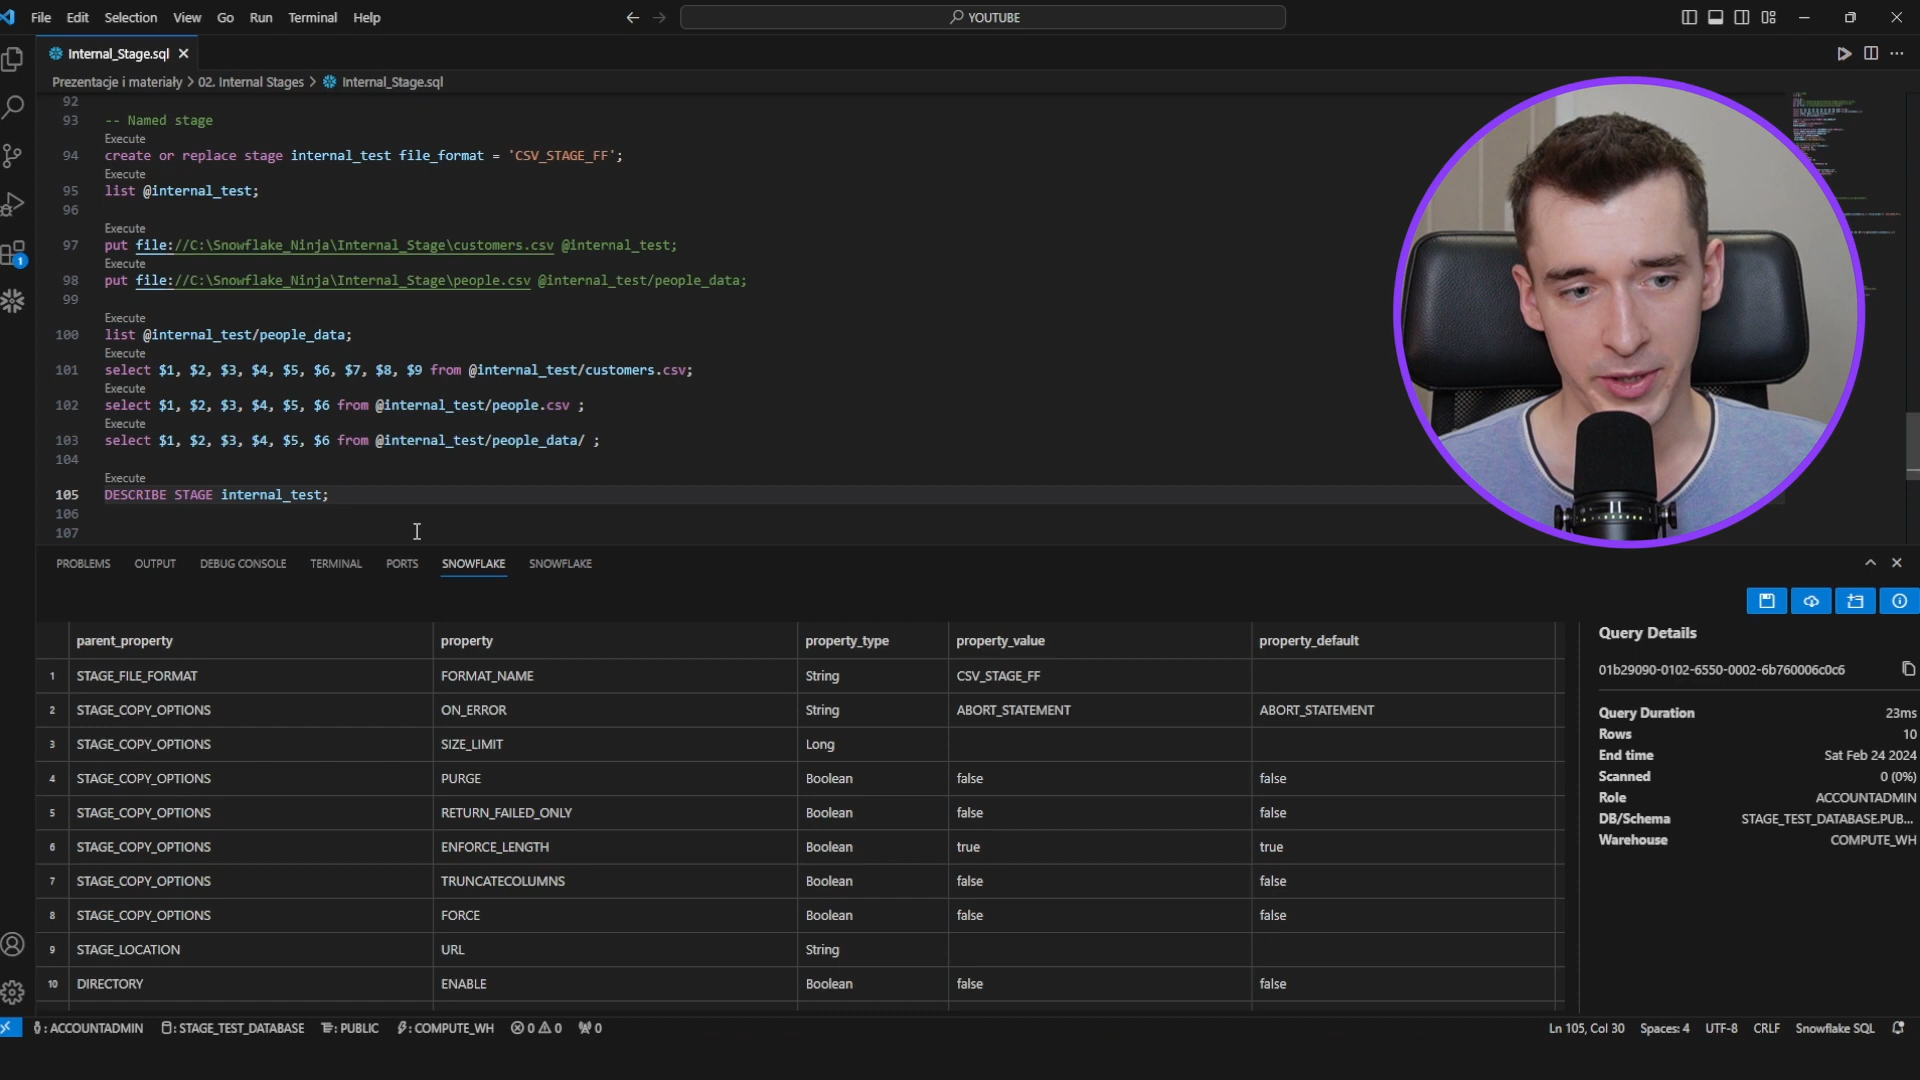 File Edit Selection View Go Run Terminal Help
YOUTUBE
Internal_Stage.sql
Prezentacje i materiały > 02. Internal Stages > Internal_Stage.sql
92
93 -- Named stage
Execute
94 create or replace stage internal_test file_format = 'CSV_STAGE_FF';
Execute
95 list @internal_test;
96
Execute
97 put file://C:\Snowflake_Ninja\Internal_Stage\customers.csv @internal_test;
Execute
98 put file://C:\Snowflake_Ninja\Internal_Stage\people.csv @internal_test/people_data;
99
Execute
100 list @internal_test/people_data;
Execute
101 select $1, $2, $3, $4, $5, $6, $7, $8, $9 from @internal_test/customers.csv;
Execute
102 select $1, $2, $3, $4, $5, $6 from @internal_test/people.csv ;
Execute
103 select $1, $2, $3, $4, $5, $6 from @internal_test/people_data/ ;
104
Execute
105 DESCRIBE STAGE internal_test;
106
107
1
PROBLEMS OUTPUT DEBUG CONSOLE TERMINAL PORTS SNOWFLAKE SNOWFLAKE
parent_property property property_type property_value property_default
1 STAGE_FILE_FORMAT FORMAT_NAME String CSV_STAGE_FF
2 STAGE_COPY_OPTIONS ON_ERROR String ABORT_STATEMENT ABORT_STATEMENT
3 STAGE_COPY_OPTIONS SIZE_LIMIT Long
4 STAGE_COPY_OPTIONS PURGE Boolean false false
5 STAGE_COPY_OPTIONS RETURN_FAILED_ONLY Boolean false false
6 STAGE_COPY_OPTIONS ENFORCE_LENGTH Boolean true true
7 STAGE_COPY_OPTIONS TRUNCATECOLUMNS Boolean false false
8 STAGE_COPY_OPTIONS FORCE Boolean false false
9 STAGE_LOCATION URL String
10 DIRECTORY ENABLE Boolean false false
Query Details
01b29090-0102-6550-0002-6b760006c0c6
Query Duration 23ms
Rows 10
End time Sat Feb 24 2024
Scanned 0 (0%)
Role ACCOUNTADMIN
DB/Schema STAGE_TEST_DATABASE.PUB...
Warehouse COMPUTE_WH
: ACCOUNTADMIN : STAGE_TEST_DATABASE : PUBLIC : COMPUTE_WH 0 0 0 Ln 105, Col 30 Spaces: 4 UTF-8 CRLF Snowflake SQL